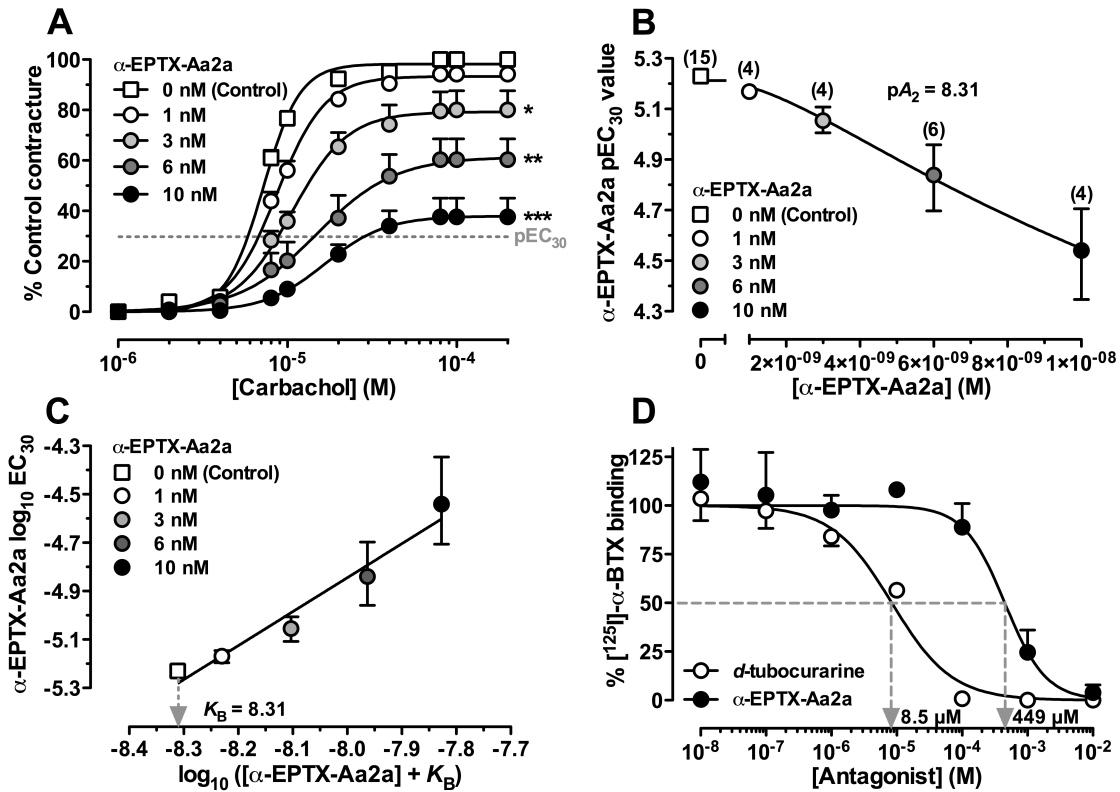 A
α-EPTX-Aa2a
0 nM (Control)
1 nM
3 nM
6 nM
10 nM
% Control contracture
100
80
60
40
20
0
*
**
***
pEC30
10-6
10-5
10-4
[Carbachol] (M)
B
α-EPTX-Aa2a pEC30 value
5.3
5.1
4.9
4.7
4.5
4.3
(15)
(4)
(4)
(6)
(4)
pA2 = 8.31
α-EPTX-Aa2a
0 nM (Control)
1 nM
3 nM
6 nM
10 nM
0
2×10-09
4×10-09
6×10-09
8×10-09
1×10-08
[α-EPTX-Aa2a] (M)
C
α-EPTX-Aa2a log10 EC30
-4.3
-4.5
-4.7
-4.9
-5.1
-5.3
α-EPTX-Aa2a
0 nM (Control)
1 nM
3 nM
6 nM
10 nM
KB = 8.31
-8.4
-8.3
-8.2
-8.1
-8.0
-7.9
-7.8
-7.7
log10 ([α-EPTX-Aa2a] + KB)
D
% [125I]-α-BTX binding
125
100
75
50
25
0
d-tubocurarine
α-EPTX-Aa2a
8.5 µM
449 µM
10-8
10-7
10-6
10-5
10-4
10-3
10-2
[Antagonist] (M)